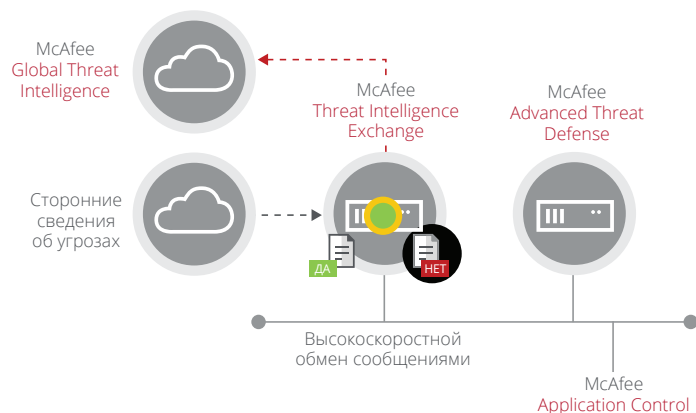 McAfee
Global Threat
Intelligence
McAfee
Threat Intelligence
Exchange
McAfee
Advanced Threat
Defense
Сторонние
сведения
об угрозах
ДА
НЕТ
Высокоскоростной
обмен сообщениями
McAfee
Application Control